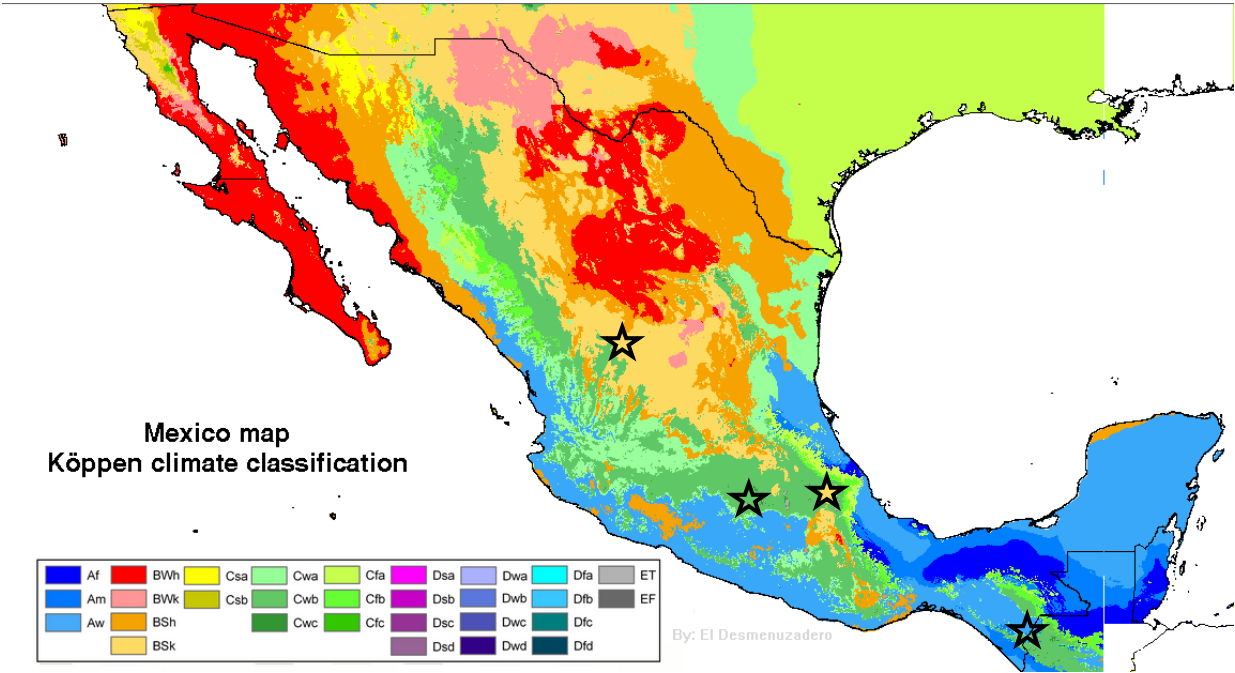 Mexico map
Köppen climate classification
By: El Desmenuzadero
Af BWh Csa Cwa Cfa Dsa Dwa Dfa ET
Am BWk Csb Cwb Cfb Dsb Dwb Dfb EF
Aw BSh Cwc Cfc Dsc Dwc Dfc
BSk Dsd Dwd Dfd